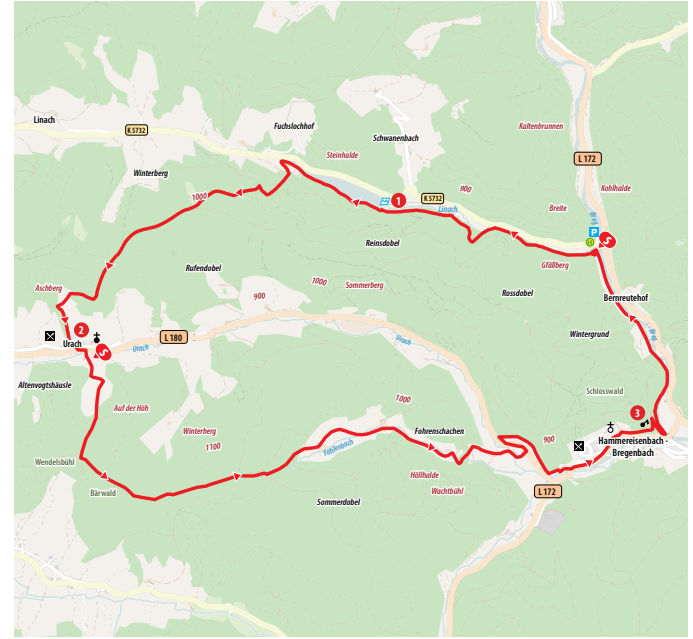 Linach
K 5732
Fuchslochhof
Schwanenbach
Kaltenbrunnen
Steinhalde
L 172
Winterberg
1000
900
Kohlhalde
1
K 5732
Linach
Breite
Breg
P
S
H
Reinsdobel
Gfällberg
Rufendobel
1000
Sommerberg
Aschberg
900
Rossdobel
Bernreutehof
2
Urach
S
Urach
L 180
Urach
Wintergrund
Breg
Altenvogtshäusle
Schlosswald
1000
Auf der Höh
3
Winterberg
1100
Fohrenschachen
900
Fahlenbach
Hammereisenbach -
Bregenbach
Wendelsbühl
Höllhalde
Bärwald
Wachtbühl
L 172
Sommerdobel